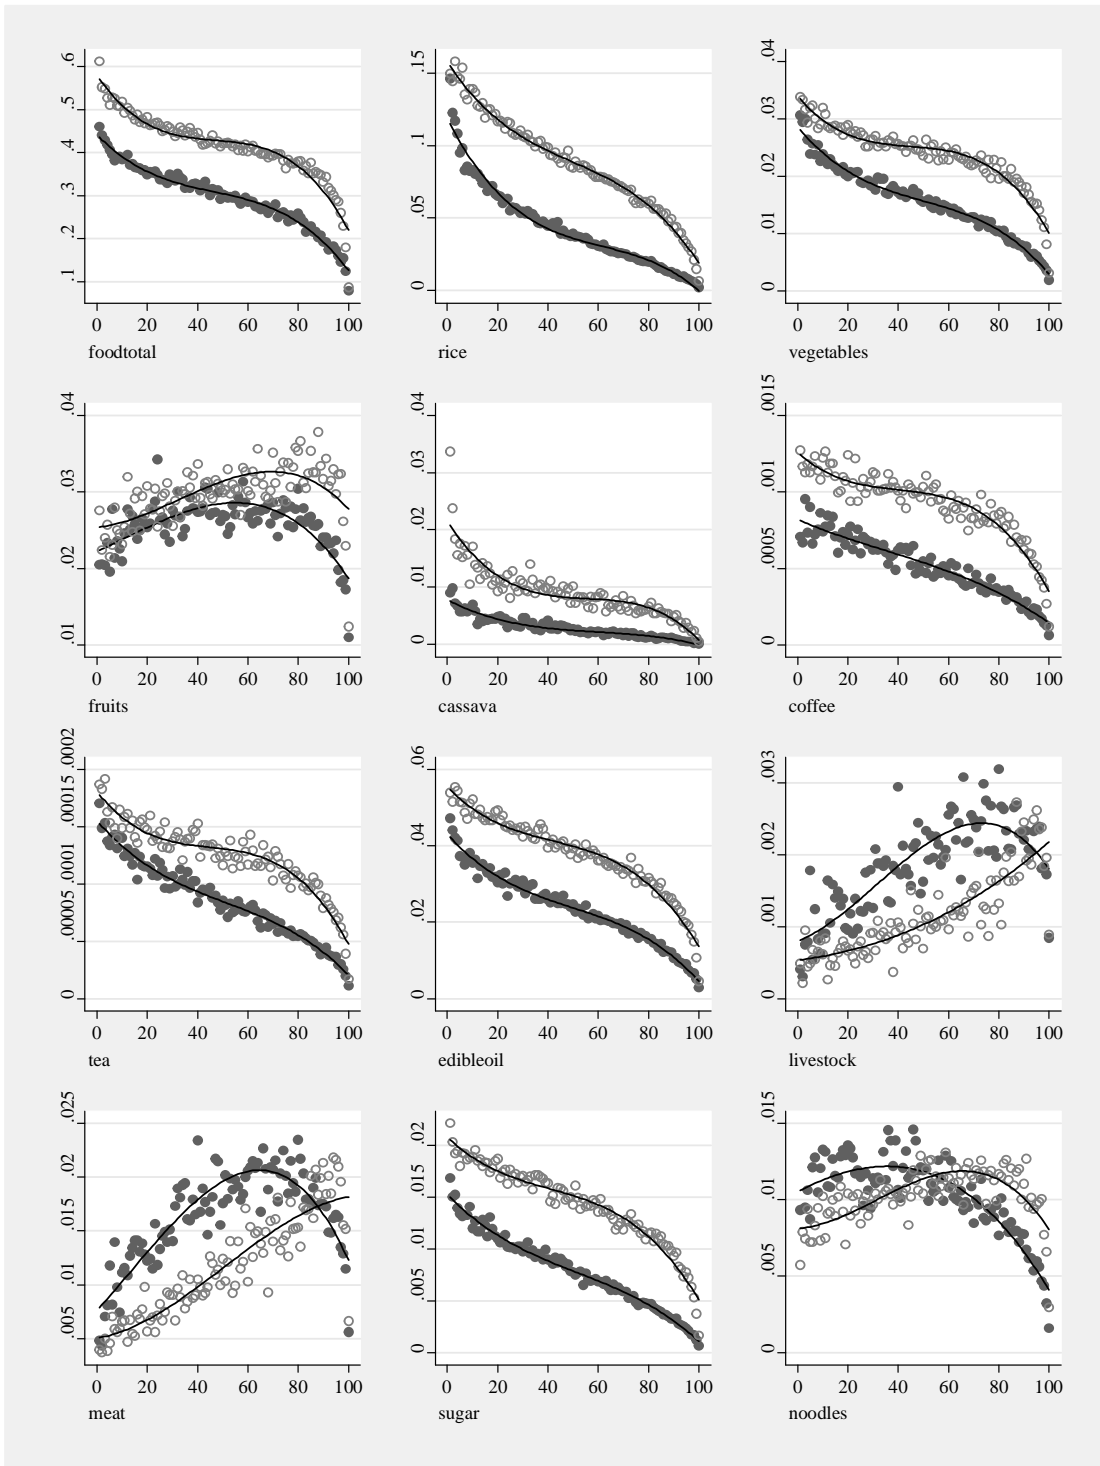 .6 .15 .04
.5 .03
.4 .1
.3 .02
.2 .05 .01
.1 0 0
0 20 40 60 80 100 0 20 40 60 80 100 0 20 40 60 80 100
foodtotal rice vegetables
.04 .04 .0015
.03 .03 .001
.02 .02 .0005
.01 .01 0
0
0 20 40 60 80 100 0 20 40 60 80 100 0 20 40 60 80 100
fruits cassava coffee
.0002 .06 .003
.00015 .04 .002
.0001 .02 .001
.00005
0 0 0
0 20 40 60 80 100 0 20 40 60 80 100 0 20 40 60 80 100
tea edibleoil livestock
.025 .02 .015
.02 .015 .01
.015 .01 .005
.01 .005
.005 0 0
0 20 40 60 80 100 0 20 40 60 80 100 0 20 40 60 80 100
meat sugar noodles